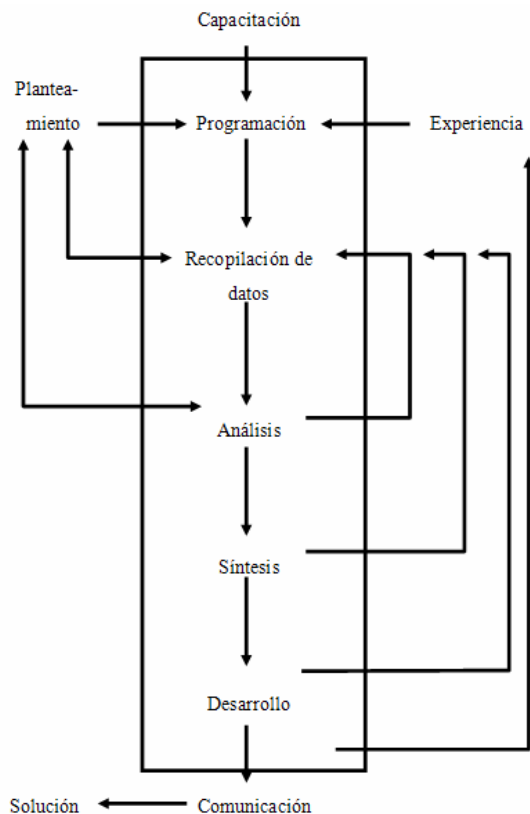 Capacitación
Plantea-
miento
Programación
Experiencia
Recopilación de
datos
Análisis
Síntesis
Desarrollo
Solución
Comunicación